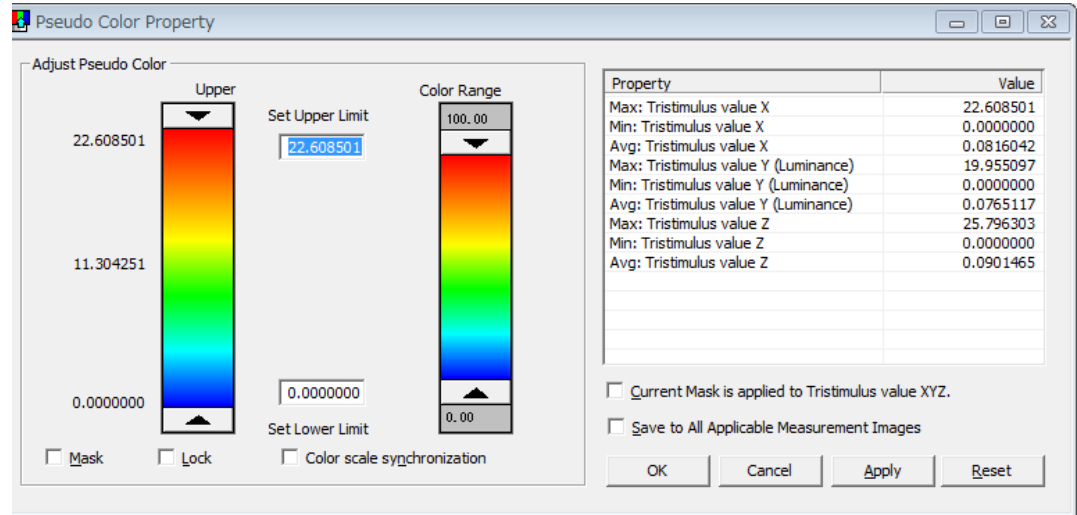 Pseudo Color Property
Adjust Pseudo Color
Upper
Color Range
Set Upper Limit
100.00
22.608501
22.608501
11.304251
0.0000000
0.0000000
Set Lower Limit
0.00
Mask
Lock
Color scale synchronization
Property Value
Max: Tristimulus value X 22.608501
Min: Tristimulus value X 0.0000000
Avg: Tristimulus value X 0.0816042
Max: Tristimulus value Y (Luminance) 19.955097
Min: Tristimulus value Y (Luminance) 0.0000000
Avg: Tristimulus value Y (Luminance) 0.0765117
Max: Tristimulus value Z 25.796303
Min: Tristimulus value Z 0.0000000
Avg: Tristimulus value Z 0.0901465
Current Mask is applied to Tristimulus value XYZ.
Save to All Applicable Measurement Images
OK Cancel Apply Reset